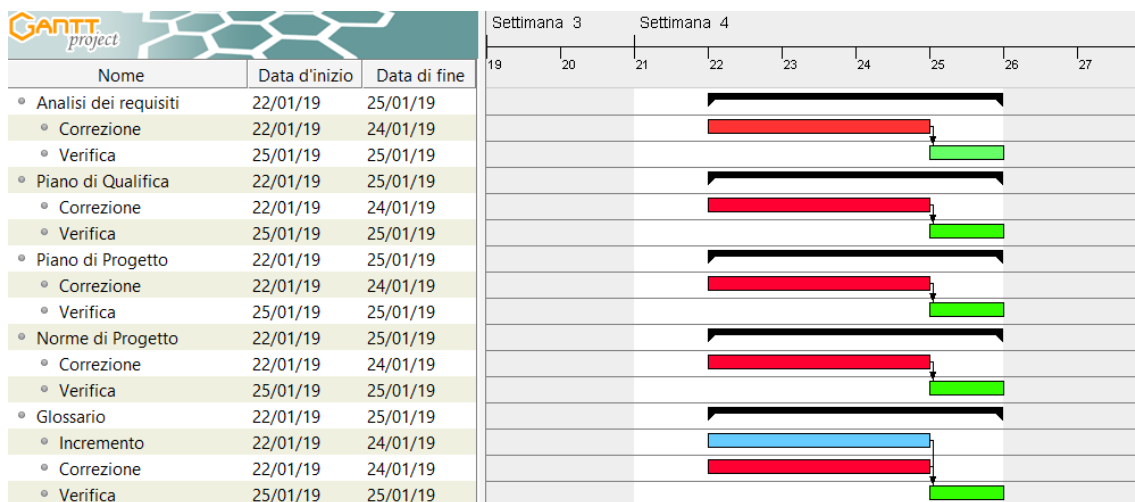 GANTT
project
Settimana 3 Settimana 4
19 20 21 22 23 24 25 26 27
Nome Data d'inizio Data di fine
Analisi dei requisiti 22/01/19 25/01/19
Correzione 22/01/19 24/01/19
Verifica 25/01/19 25/01/19
Piano di Qualifica 22/01/19 25/01/19
Correzione 22/01/19 24/01/19
Verifica 25/01/19 25/01/19
Piano di Progetto 22/01/19 25/01/19
Correzione 22/01/19 24/01/19
Verifica 25/01/19 25/01/19
Norme di Progetto 22/01/19 25/01/19
Correzione 22/01/19 24/01/19
Verifica 25/01/19 25/01/19
Glossario 22/01/19 25/01/19
Incremento 22/01/19 24/01/19
Correzione 22/01/19 24/01/19
Verifica 25/01/19 25/01/19